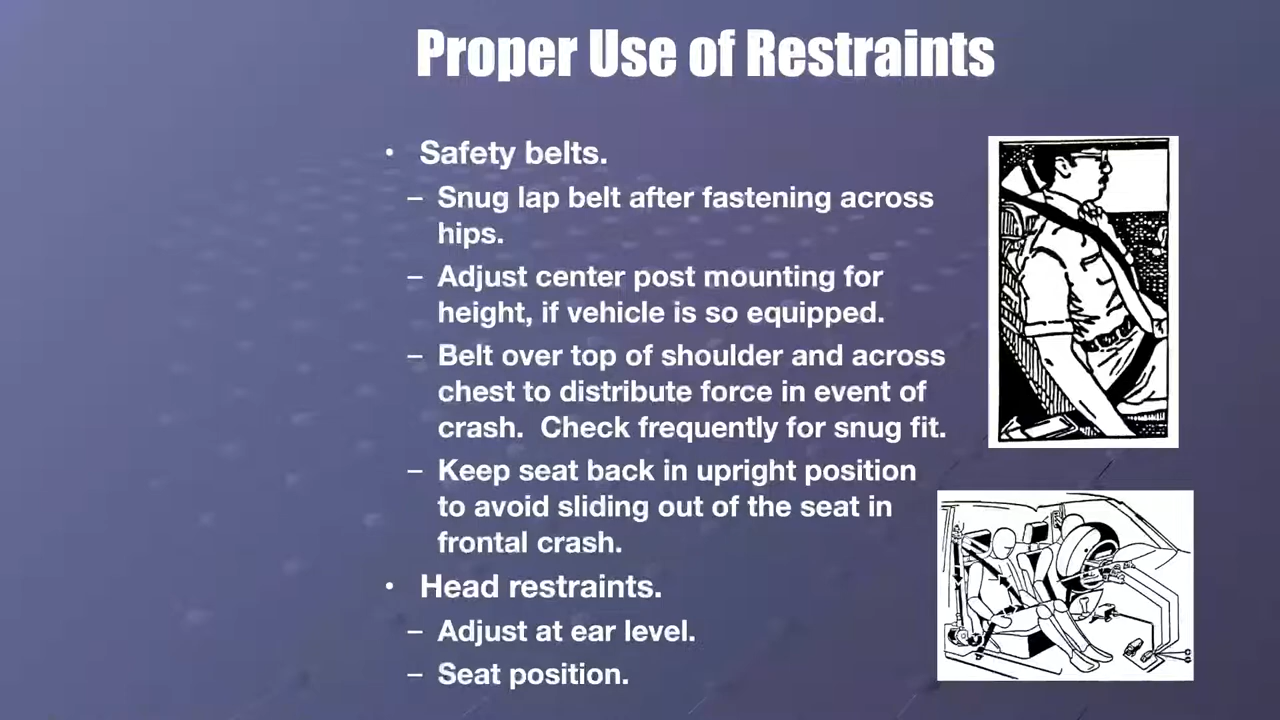 Proper Use of Restraints
• Safety belts.
– Snug lap belt after fastening across
hips.
– Adjust center post mounting for
height, if vehicle is so equipped.
– Belt over top of shoulder and across
chest to distribute force in event of
crash.  Check frequently for snug fit.
– Keep seat back in upright position
to avoid sliding out of the seat in
frontal crash.
• Head restraints.
– Adjust at ear level.
– Seat position.